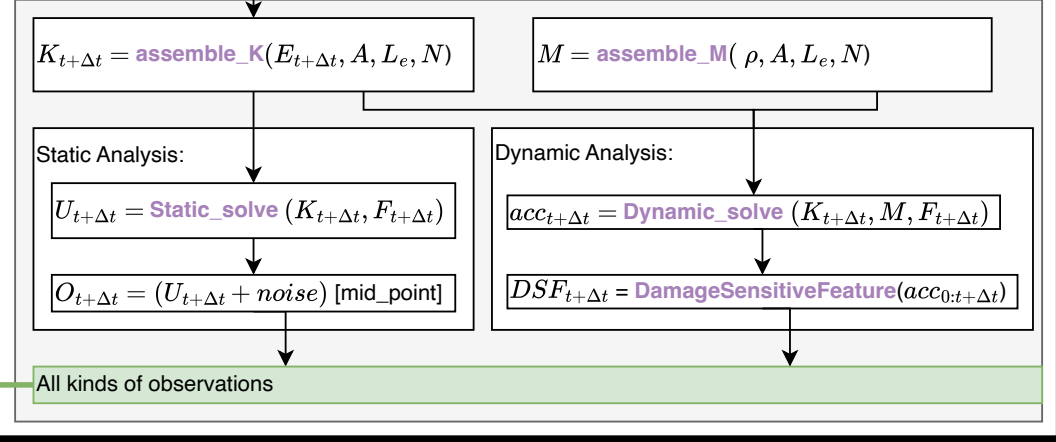 K_{t+Δt} = assemble_K(E_{t+Δt}, A, L_e, N)
M = assemble_M( ρ, A, L_e, N)
Static Analysis:
U_{t+Δt} = Static_solve (K_{t+Δt}, F_{t+Δt})
O_{t+Δt} = (U_{t+Δt} + noise) [mid_point]
Dynamic Analysis:
acc_{t+Δt} = Dynamic_solve (K_{t+Δt}, M, F_{t+Δt})
DSF_{t+Δt} = DamageSensitiveFeature(acc_{0:t+Δt})
All kinds of observations